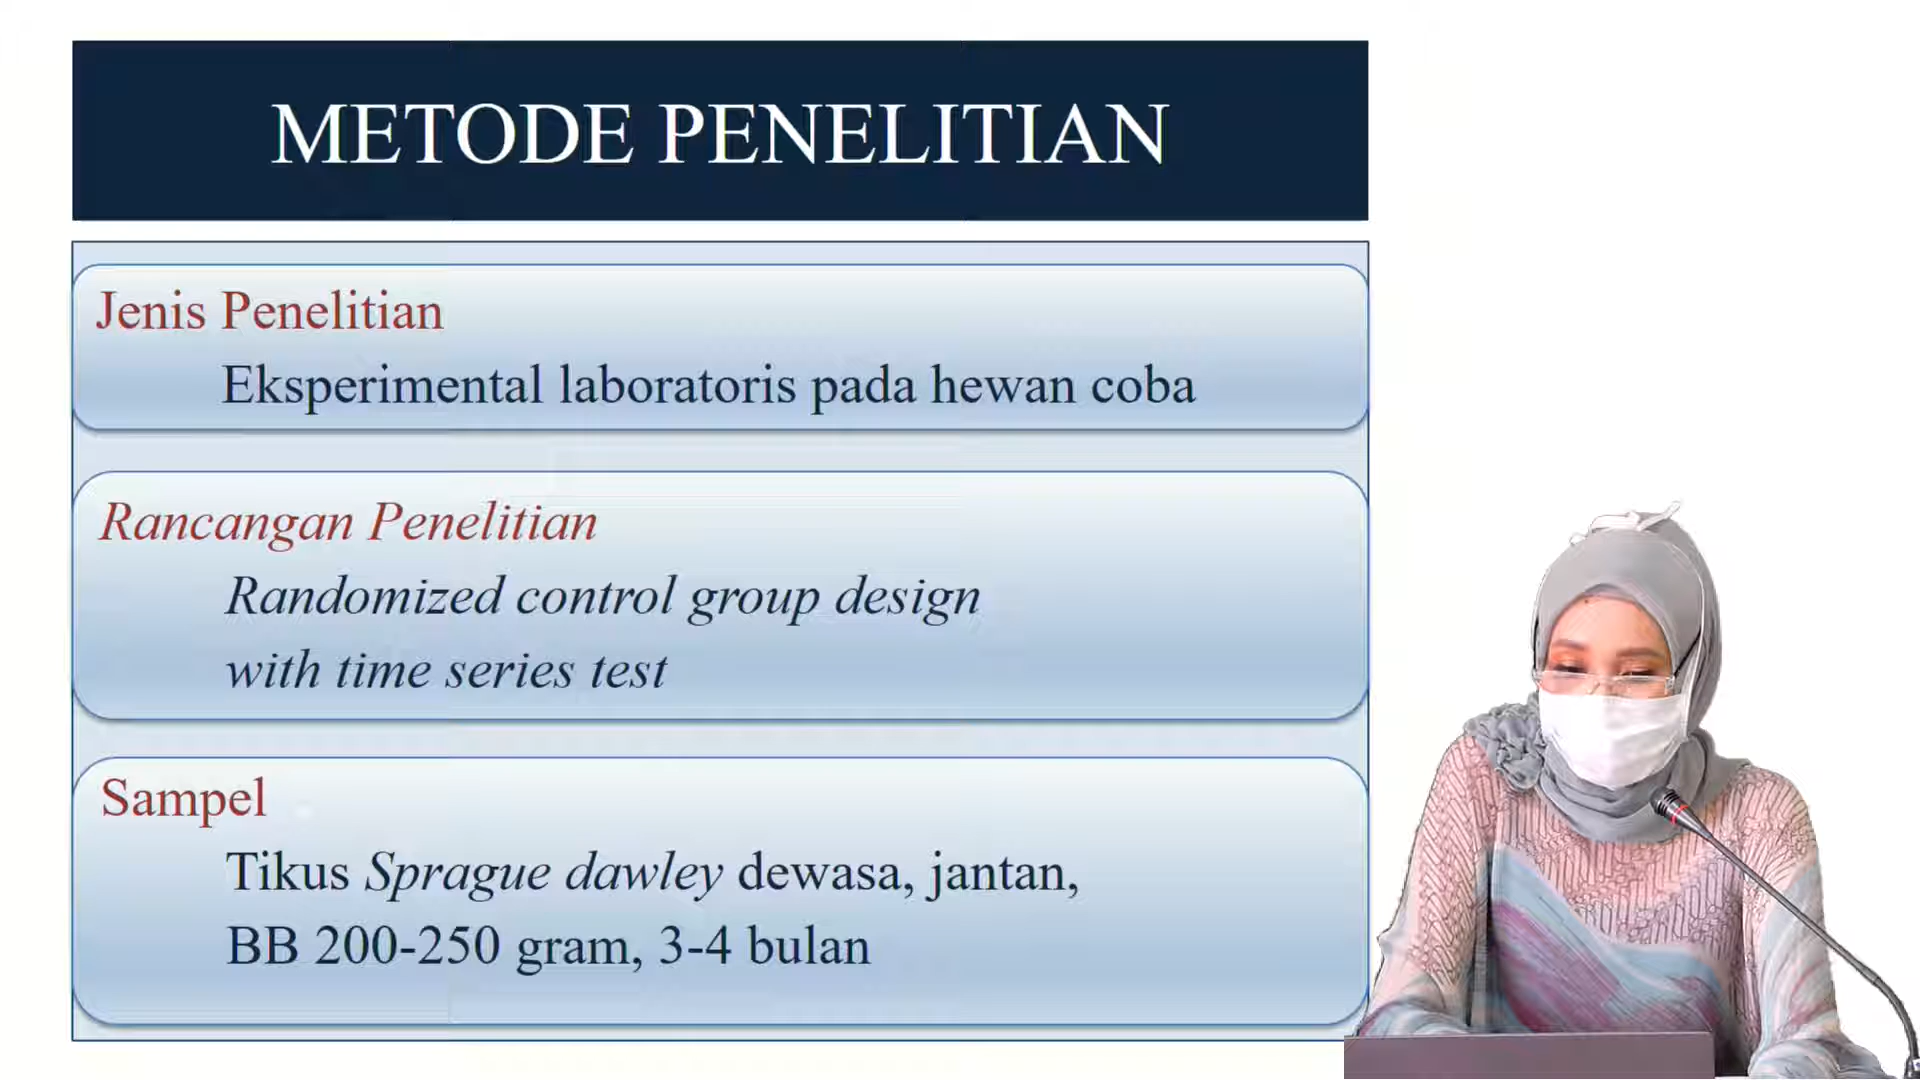 METODE PENELITIAN
Jenis Penelitian
Eksperimental laboratoris pada hewan coba
Rancangan Penelitian
Randomized control group design
with time series test
Sampel
Tikus Sprague dawley dewasa, jantan,
BB 200-250 gram, 3-4 bulan